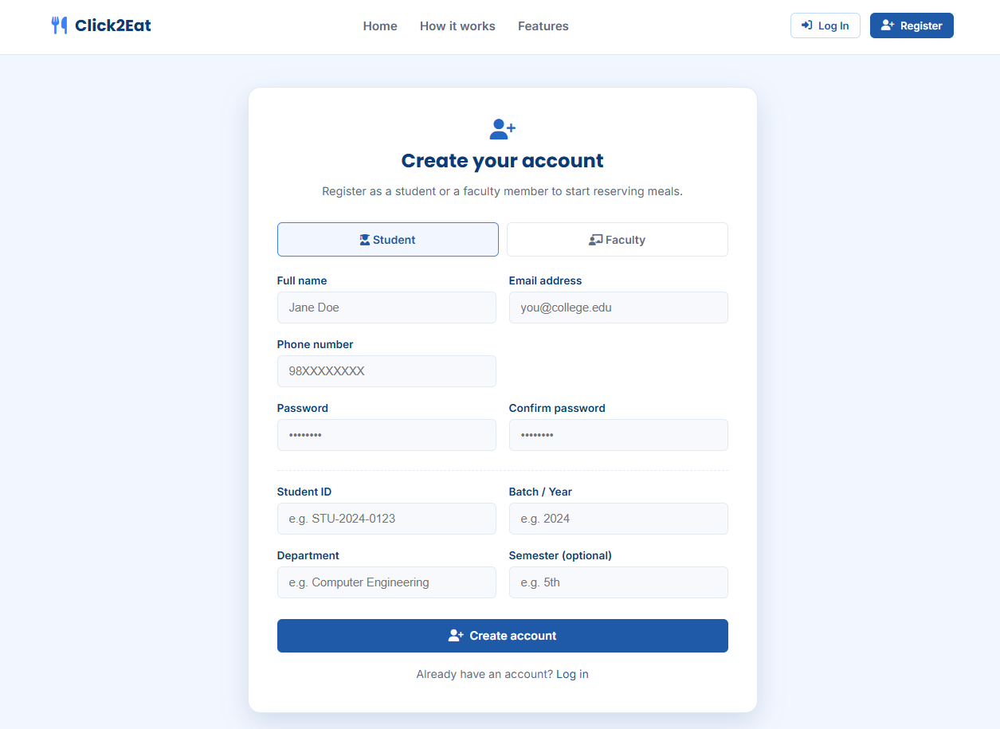 Click2Eat
Home How it works Features
Log In Register
Create your account
Register as a student or a faculty member to start reserving meals.
Student Faculty
Full name Email address
Jane Doe you@college.edu
Phone number
98XXXXXXXX
Password Confirm password
•••••••• ••••••••
Student ID Batch / Year
e.g. STU-2024-0123 e.g. 2024
Department Semester (optional)
e.g. Computer Engineering e.g. 5th
Create account
Already have an account? Log in